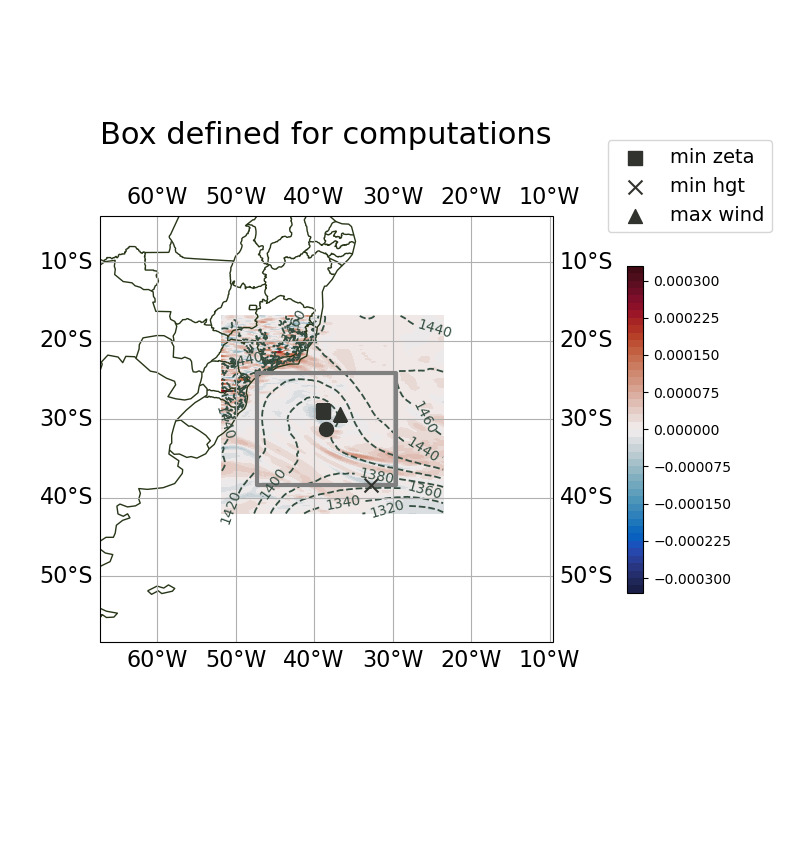 Box defined for computations
min zeta
min hgt
max wind
60°W 50°W 40°W 30°W 20°W 10°W
10°S 10°S
20°S 20°S
30°S 30°S
40°S 40°S
50°S 50°S
60°W 50°W 40°W 30°W 20°W 10°W
1440
1460
1440
1380
1360
1400
1340
1320
1420
0.000300
0.000225
0.000150
0.000075
0.000000
−0.000075
−0.000150
−0.000225
−0.000300